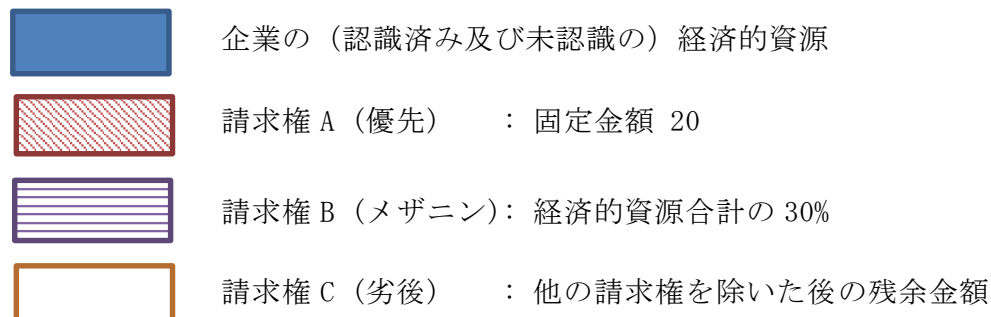 企業の（認識済み及び未認識の）経済的資源
請求権 A（優先）　：固定金額 20
請求権 B（メザニン）：経済的資源合計の 30%
請求権 C（劣後）　：他の請求権を除いた後の残余金額